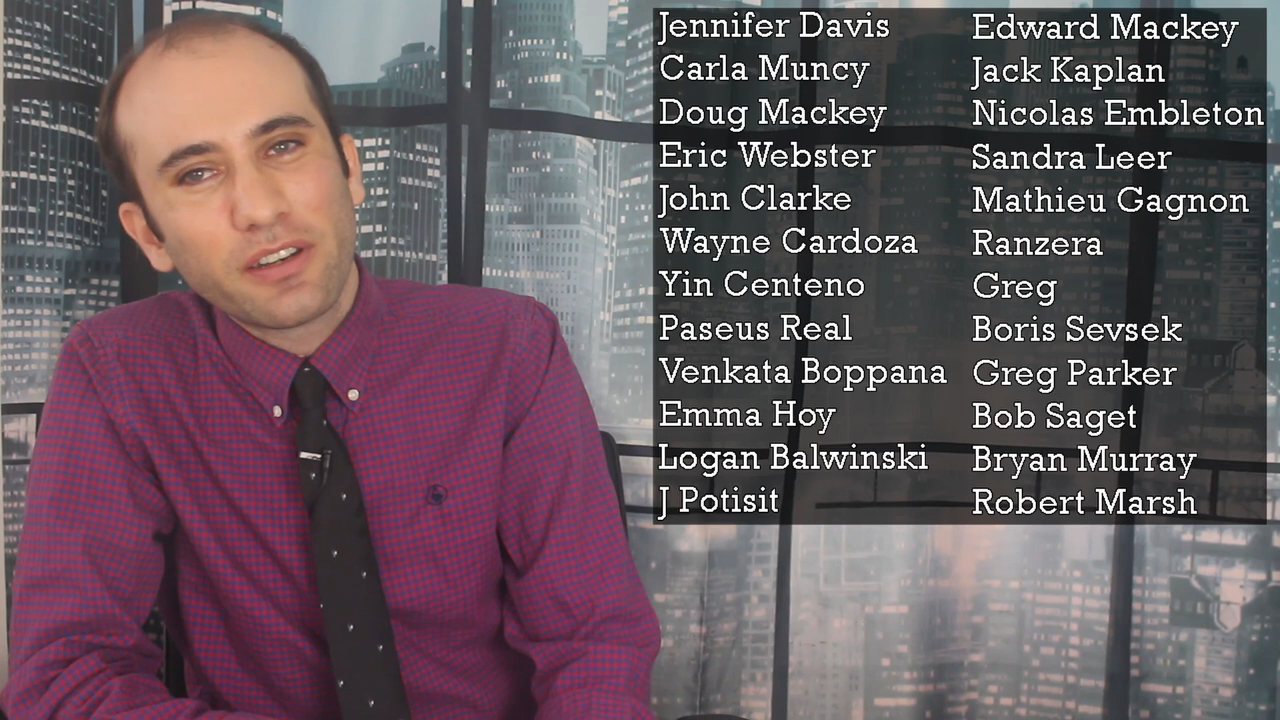 Jennifer Davis
Carla Muncy
Doug Mackey
Eric Webster
John Clarke
Wayne Cardoza
Yin Centeno
Paseus Real
Venkata Boppana
Emma Hoy
Logan Balwinski
J Potisit
Edward Mackey
Jack Kaplan
Nicolas Embleton
Sandra Leer
Mathieu Gagnon
Ranzera
Greg
Boris Sevsek
Greg Parker
Bob Saget
Bryan Murray
Robert Marsh